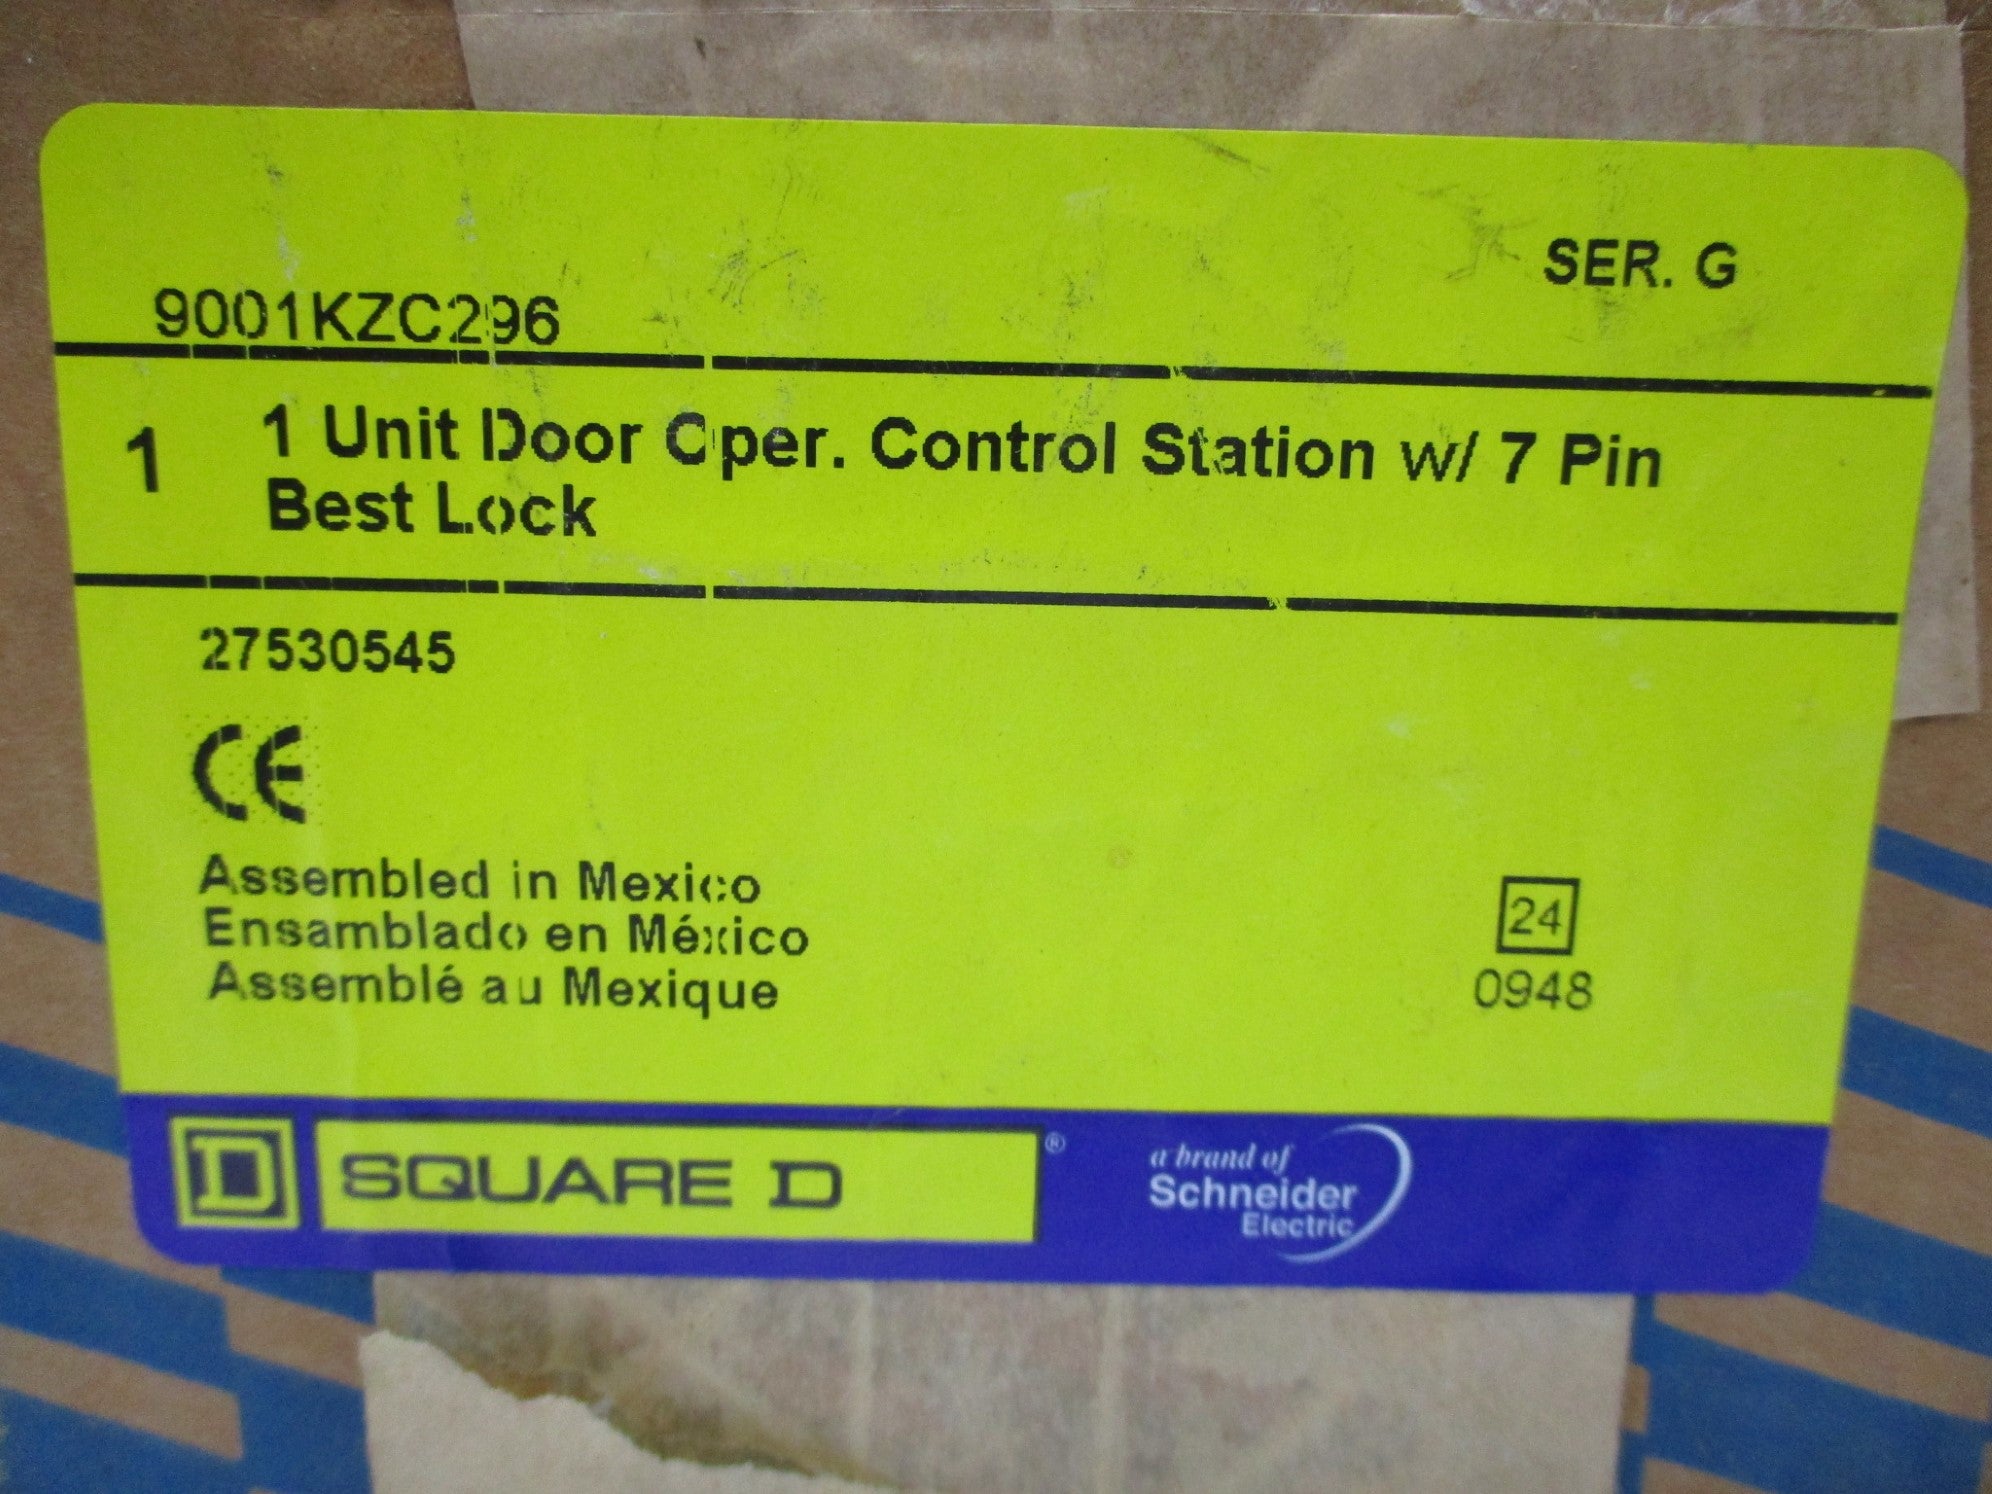 SER. G
9001KZC296
1 1 Unit Door Oper. Control Station w/ 7 Pin
Best Lock
27530545
CE
Assembled in Mexico
Ensamblado en México
Assemblé au Mexique
24
0948
D SQUARE D ®
a brand of
Schneider
Electric